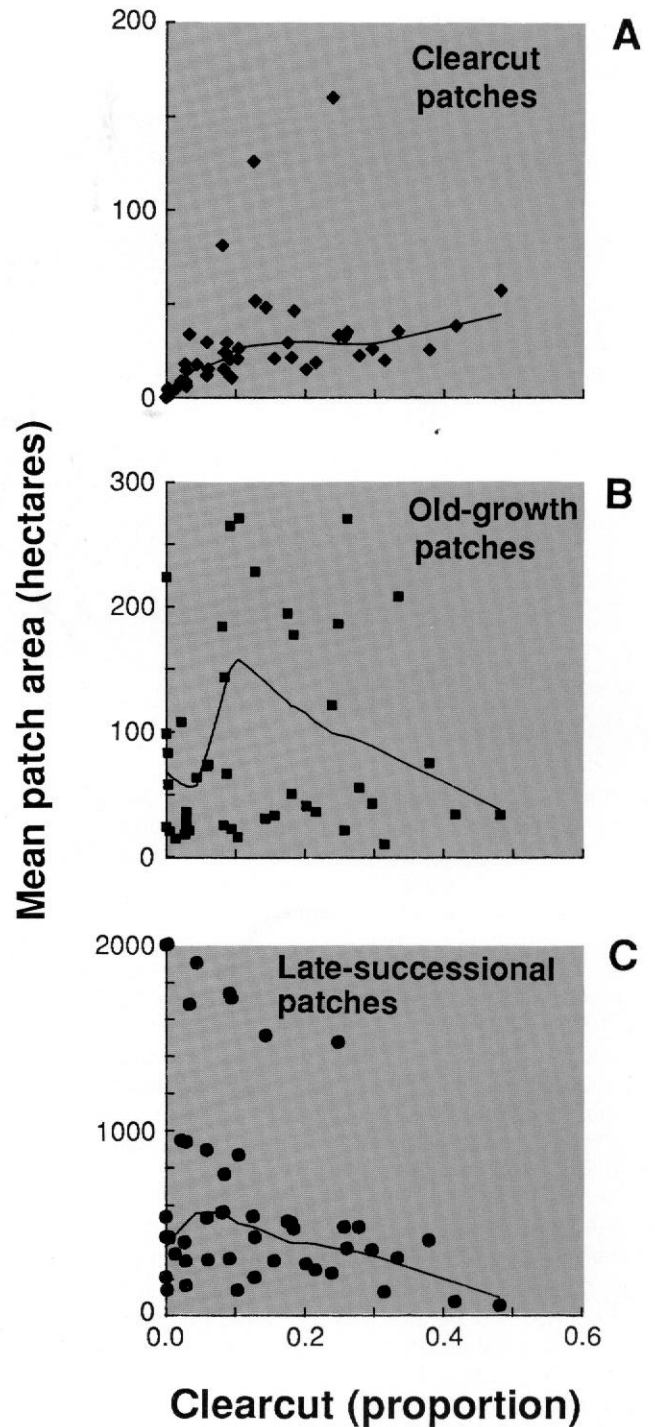 A
Clearcut
patches
200
100
0
B
Old-growth
patches
300
200
100
0
C
Late-successional
patches
2000
1000
0
0.0 0.2 0.4 0.6
Mean patch area (hectares)
Clearcut (proportion)